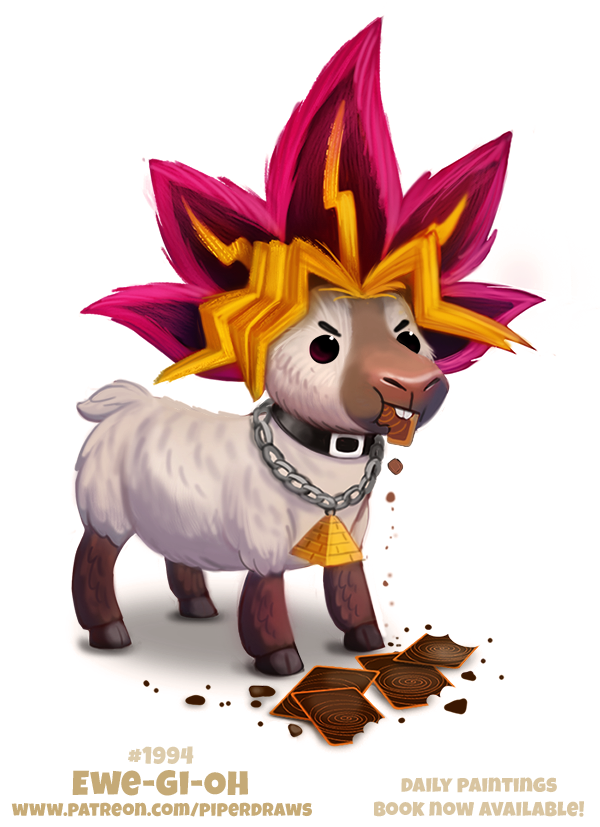 #1994
Ewe-Gi-Oh
www.patreon.com/piperdraws
Daily Paintings
Book now available!